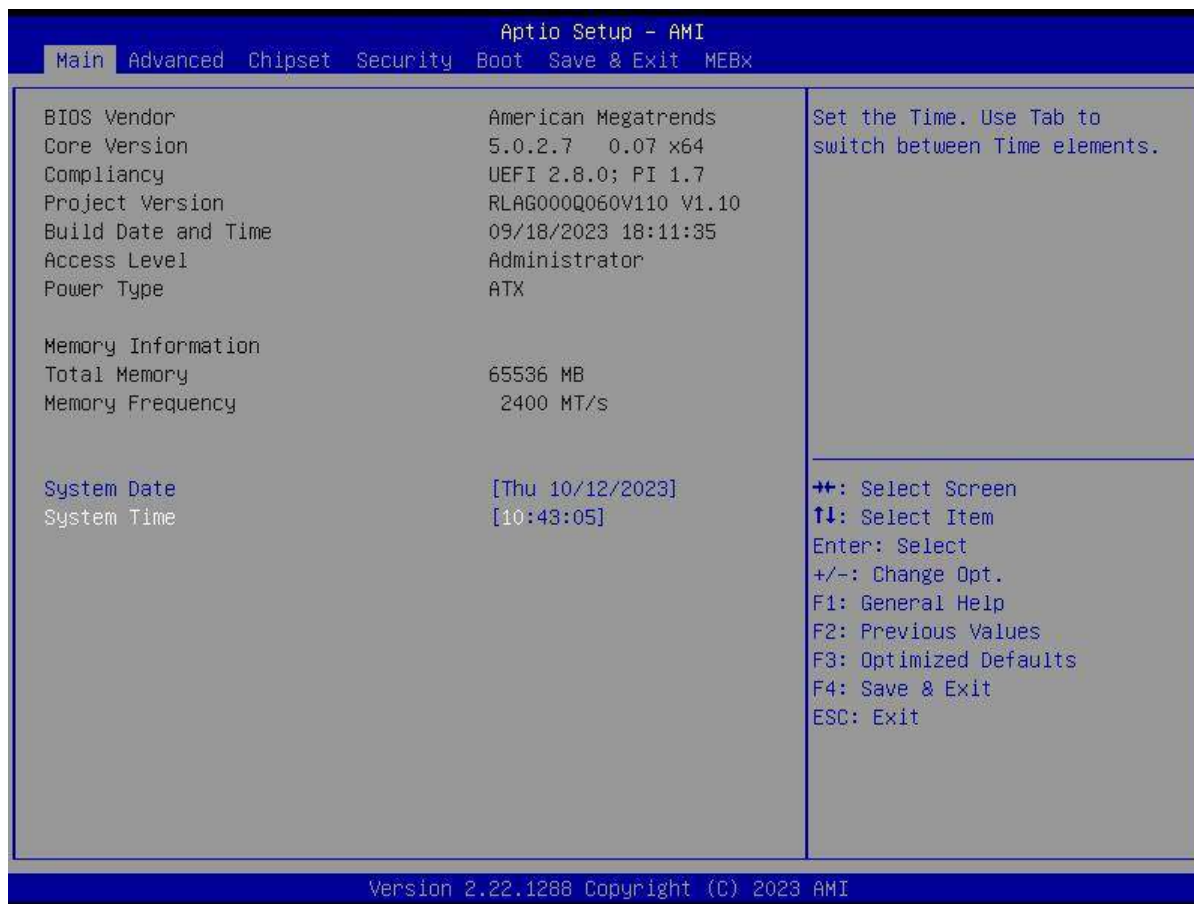 Aptio Setup – AMI
Main Advanced Chipset Security Boot Save & Exit MEBx
BIOS Vendor American Megatrends
Core Version 5.0.2.7 0.07 x64
Compliancy UEFI 2.8.0; PI 1.7
Project Version RLAG000Q060V110 V1.10
Build Date and Time 09/18/2023 18:11:35
Access Level Administrator
Power Type ATX
Memory Information
Total Memory 65536 MB
Memory Frequency 2400 MT/s
System Date [Thu 10/12/2023]
System Time [10:43:05]
Set the Time. Use Tab to
switch between Time elements.
→←: Select Screen
↑↓: Select Item
Enter: Select
+/-: Change Opt.
F1: General Help
F2: Previous Values
F3: Optimized Defaults
F4: Save & Exit
ESC: Exit
Version 2.22.1288 Copyright (C) 2023 AMI